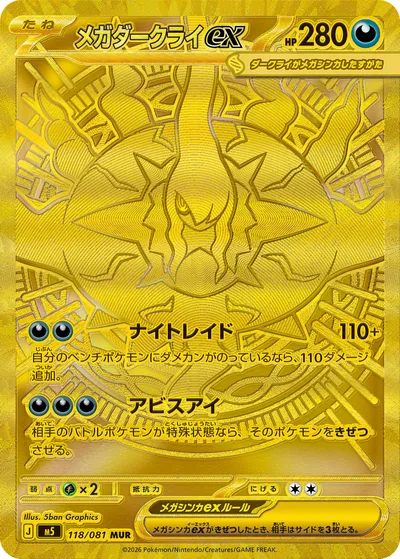 たね
メガダークライex
HP 280
ダークライがメガシンカしたすがた
ナイトレイド 110+
自分のベンチポケモンにダメカンがのっているなら、110ダメージ
追加。
アビスアイ
相手のバトルポケモンが特殊状態なら、そのポケモンをきぜつ
させる。
弱点 ×2 抵抗力 にげる
メガシンカexルール
メガシンカexがきぜつしたとき、相手はサイドを3枚とる。
Illus. 5ban Graphics
J M5 118/081 MUR
©2026 Pokémon/Nintendo/Creatures/GAME FREAK.